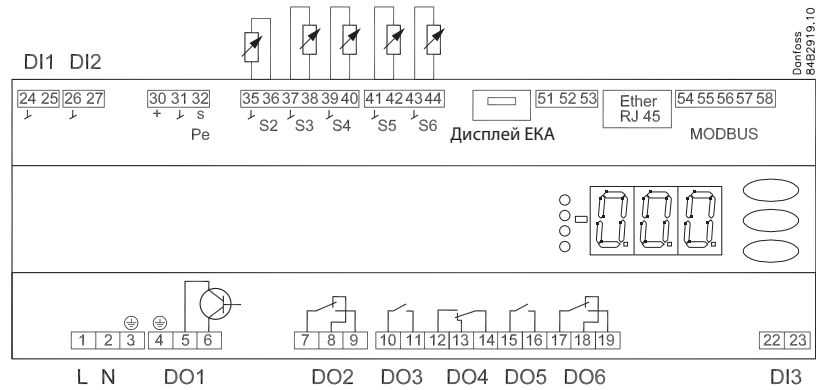 Danfoss
84B2919.10
DI1 DI2
24 25 26 27 30 31 32 35 36 37 38 39 40 41 42 43 44 51 52 53 54 55 56 57 58
Ether
RJ 45
+ s
S2 S3 S4 S5 S6
Pe
Дисплей EKA
MODBUS
000
1 2 3 4 5 6 7 8 9 10 11 12 13 14 15 16 17 18 19 22 23
L N DO1 DO2 DO3 DO4 DO5 DO6 DI3